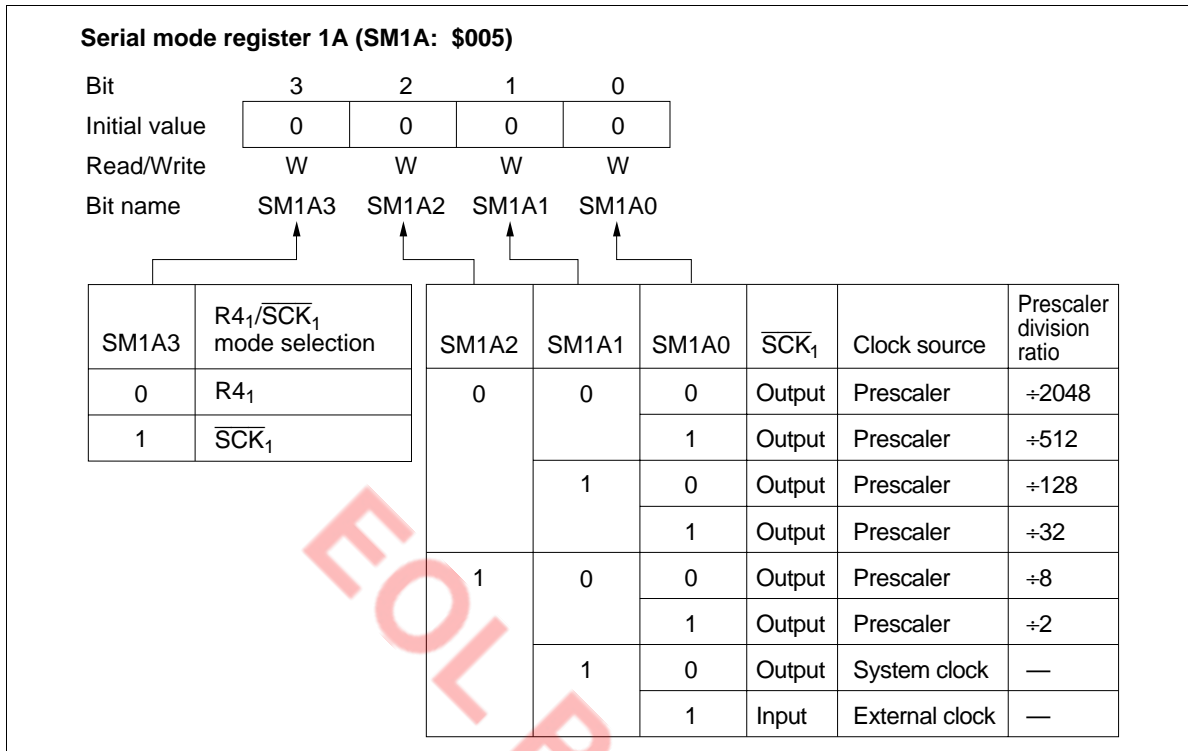 Serial mode register 1A (SM1A: $005)
Bit 3 2 1 0
Initial value 0 0 0 0
Read/Write W W W W
Bit name SM1A3 SM1A2 SM1A1 SM1A0
SM1A3 R4₁/S̅C̅K̅₁ mode selection
0 R4₁
1 S̅C̅K̅₁
SM1A2 SM1A1 SM1A0 S̅C̅K̅₁ Clock source Prescaler division ratio
0 0 0 Output Prescaler ÷2048
1 Output Prescaler ÷512
1 0 Output Prescaler ÷128
1 Output Prescaler ÷32
1 0 0 Output Prescaler ÷8
1 Output Prescaler ÷2
1 0 Output System clock —
1 Input External clock —
EOL